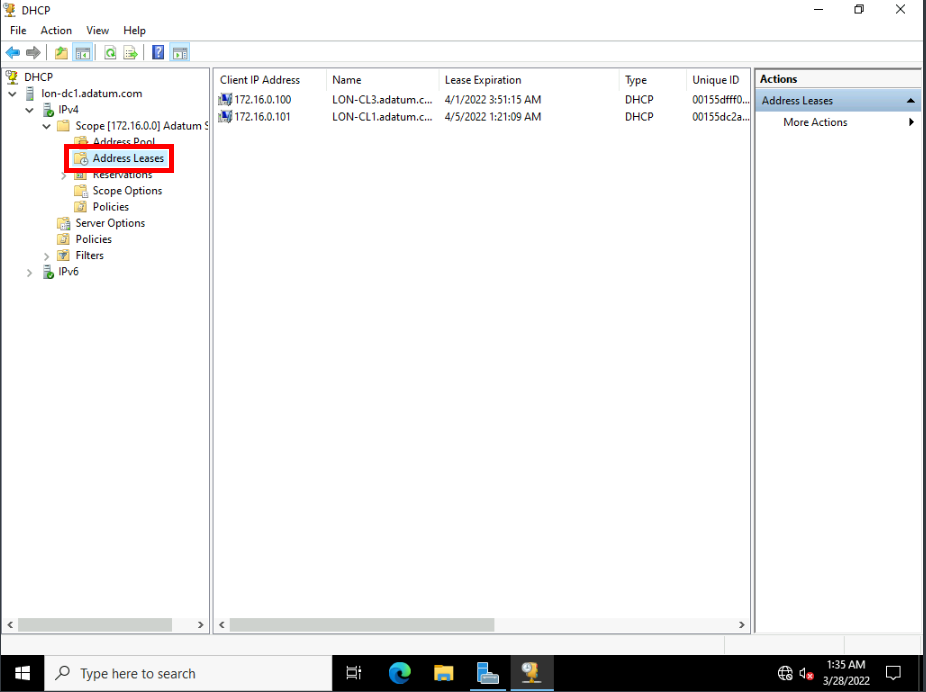 DHCP
File Action View Help
DHCP
lon-dc1.adatum.com
IPv4
Scope [172.16.0.0] Adatum S
Address Pool
Address Leases
Reservations
Scope Options
Policies
Server Options
Policies
Filters
IPv6
Client IP Address Name Lease Expiration Type Unique ID
172.16.0.100 LON-CL3.adatum.c... 4/1/2022 3:51:15 AM DHCP 00155dfff0...
172.16.0.101 LON-CL1.adatum.c... 4/5/2022 1:21:09 AM DHCP 00155dc2a...
Actions
Address Leases
More Actions
Type here to search
1:35 AM
3/28/2022